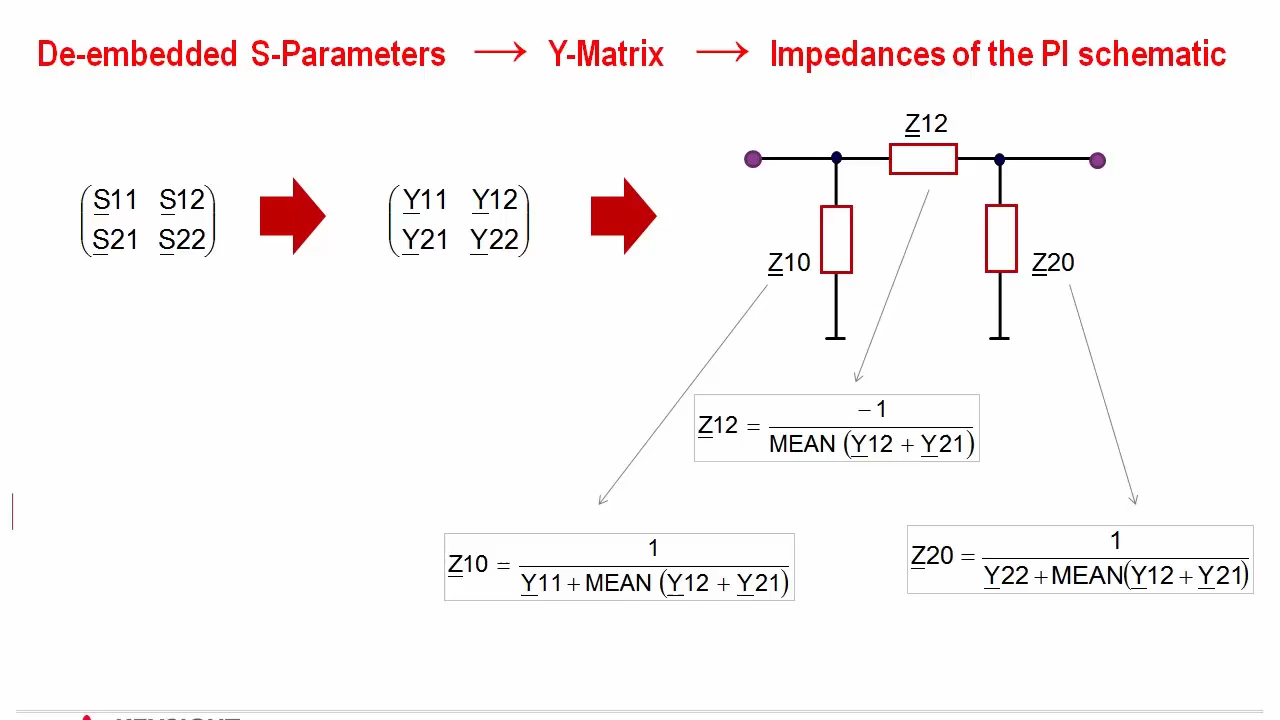 De-embedded S-Parameters → Y-Matrix → Impedances of the PI schematic
Z12
S11 S12
S21 S22
Y11 Y12
Y21 Y22
Z10
Z20
Z12 = −1 / MEAN (Y12 + Y21)
Z10 = 1 / Y11 + MEAN (Y12 + Y21)
Z20 = 1 / Y22 + MEAN(Y12 + Y21)
KEYSIGHT